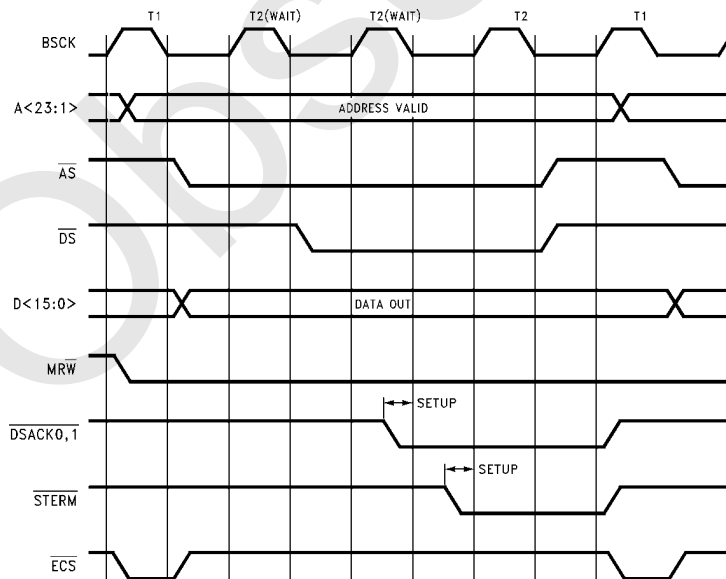 T1 T2(WAIT) T2(WAIT) T2 T1
BSCK
A<23:1> ADDRESS VALID
AS
DS
D<15:0> DATA OUT
MRW
SETUP
DSACK0,1
SETUP
STERM
ECS